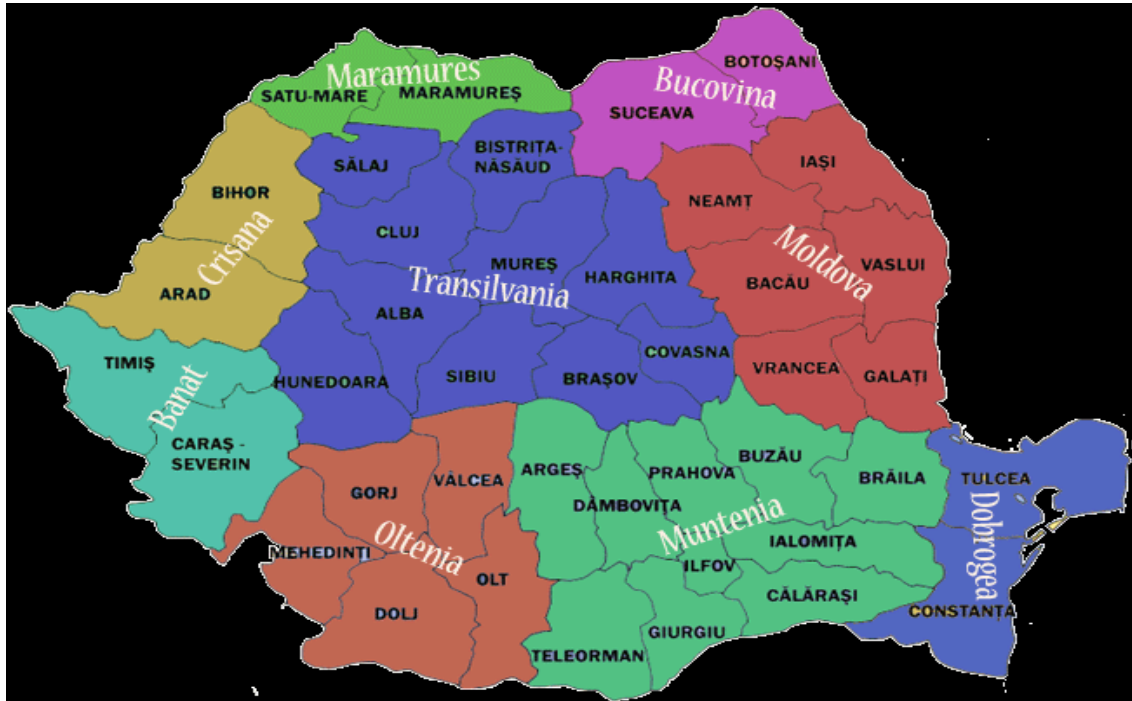 BOTOȘANI
Maramures
Bucovina
SATU-MARE
MARAMUREȘ
SUCEAVA
BISTRIȚA-
NĂSĂUD
SĂLAJ
IAȘI
BIHOR
NEAMȚ
Crisana
CLUJ
MUREȘ
HARGHITA
Moldova
VASLUI
BACĂU
ARAD
Transilvania
ALBA
TIMIȘ
COVASNA
VRANCEA
GALAȚI
HUNEDOARA
SIBIU
BRAȘOV
Banat
CARAȘ -
SEVERIN
ARGEȘ
PRAHOVA
BUZĂU
BRĂILA
TULCEA
VÂLCEA
GORJ
DÂMBOVIȚA
Muntenia
Dobrogea
Oltenia
MEHEDINȚI
IALOMIȚA
ILFOV
OLT
CĂLĂRAȘI
CONSTANȚA
DOLJ
GIURGIU
TELEORMAN